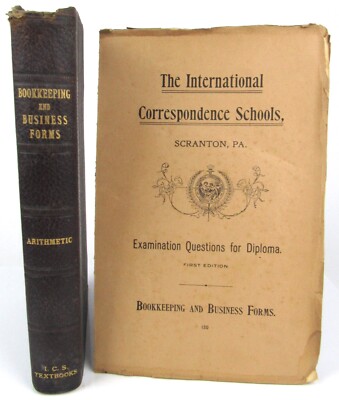 BOOKKEEPING
AND
BUSINESS
FORMS
ARITHMETIC
I. C. S.
TEXTBOOKS
The International
Correspondence Schools,
SCRANTON, PA.
Examination Questions for Diploma.
FIRST EDITION.
BOOKKEEPING AND BUSINESS FORMS.